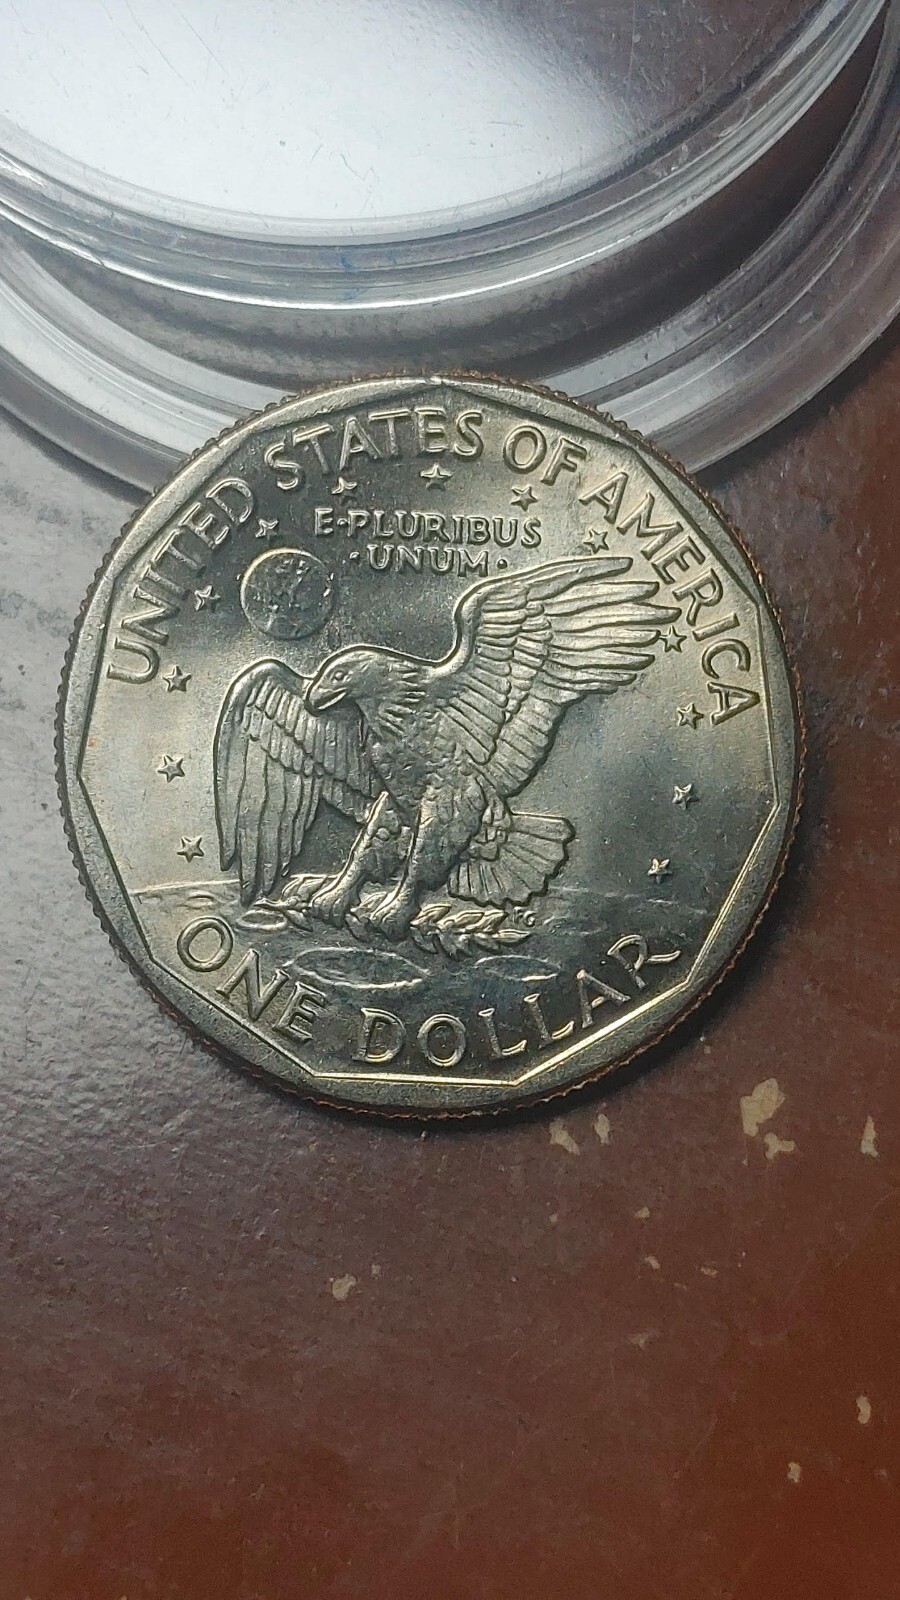 UNITED STATES OF AMERICA
E·PLURIBUS
·UNUM·
ONE DOLLAR